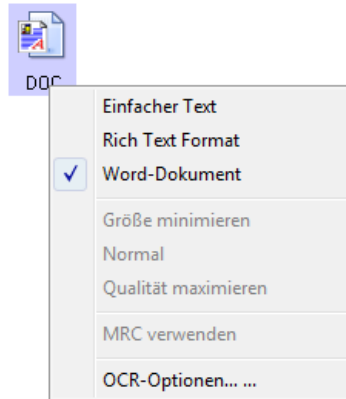 DOC
Einfacher Text
Rich Text Format
Word-Dokument
Größe minimieren
Normal
Qualität maximieren
MRC verwenden
OCR-Optionen... ...